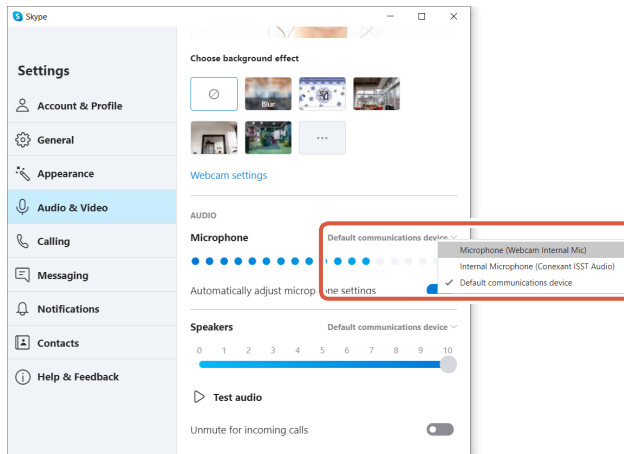 Skype
Settings
Account & Profile
General
Appearance
Audio & Video
Calling
Messaging
Notifications
Contacts
Help & Feedback
Choose background effect
Blur
Webcam settings
AUDIO
Microphone
Default communications device
Microphone (Webcam Internal Mic)
Internal Microphone (Conexant ISST Audio)
Default communications device
Automatically adjust microphone settings
Speakers
Default communications device
0 1 2 3 4 5 6 7 8 9 10
Test audio
Unmute for incoming calls